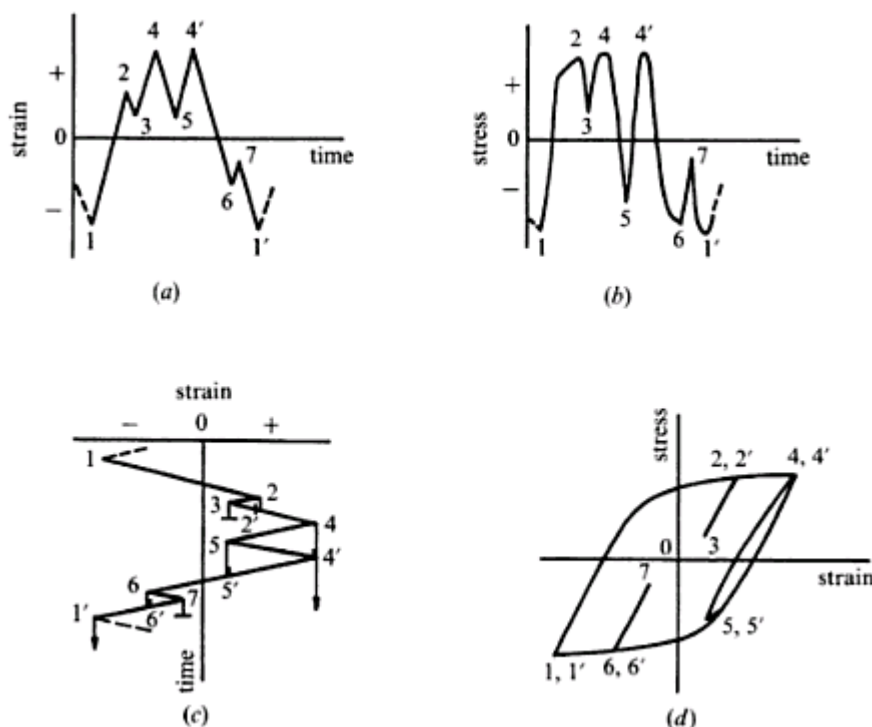 4 4′
+
2
strain
0
3 5
time
7
−
6
1
1′
(a)
2 4 4′
+
3
stress
0
time
7
−
5
6
1
1′
(b)
strain
− 0 +
1
3 2
2′ 4
5
4′
6 5′
1′ 6′ 7
time
(c)
stress
2, 2′ 4, 4′
0
3
strain
7
5, 5′
1, 1′ 6, 6′
(d)